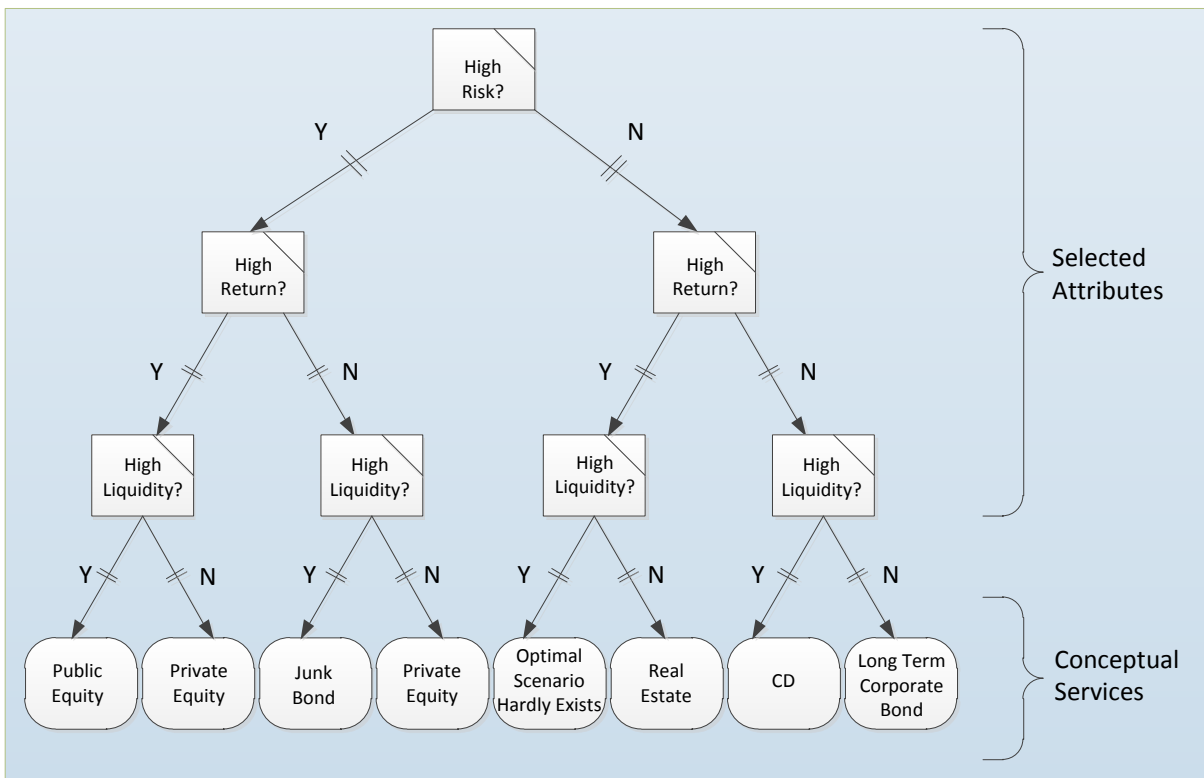 High
Risk?
Y
N
High
Return?
High
Return?
Selected
Attributes
Y
N
Y
N
High
Liquidity?
High
Liquidity?
High
Liquidity?
High
Liquidity?
Y
N
Y
N
Y
N
Y
N
Public
Equity
Private
Equity
Junk
Bond
Private
Equity
Optimal
Scenario
Hardly Exists
Real
Estate
CD
Long Term
Corporate
Bond
Conceptual
Services